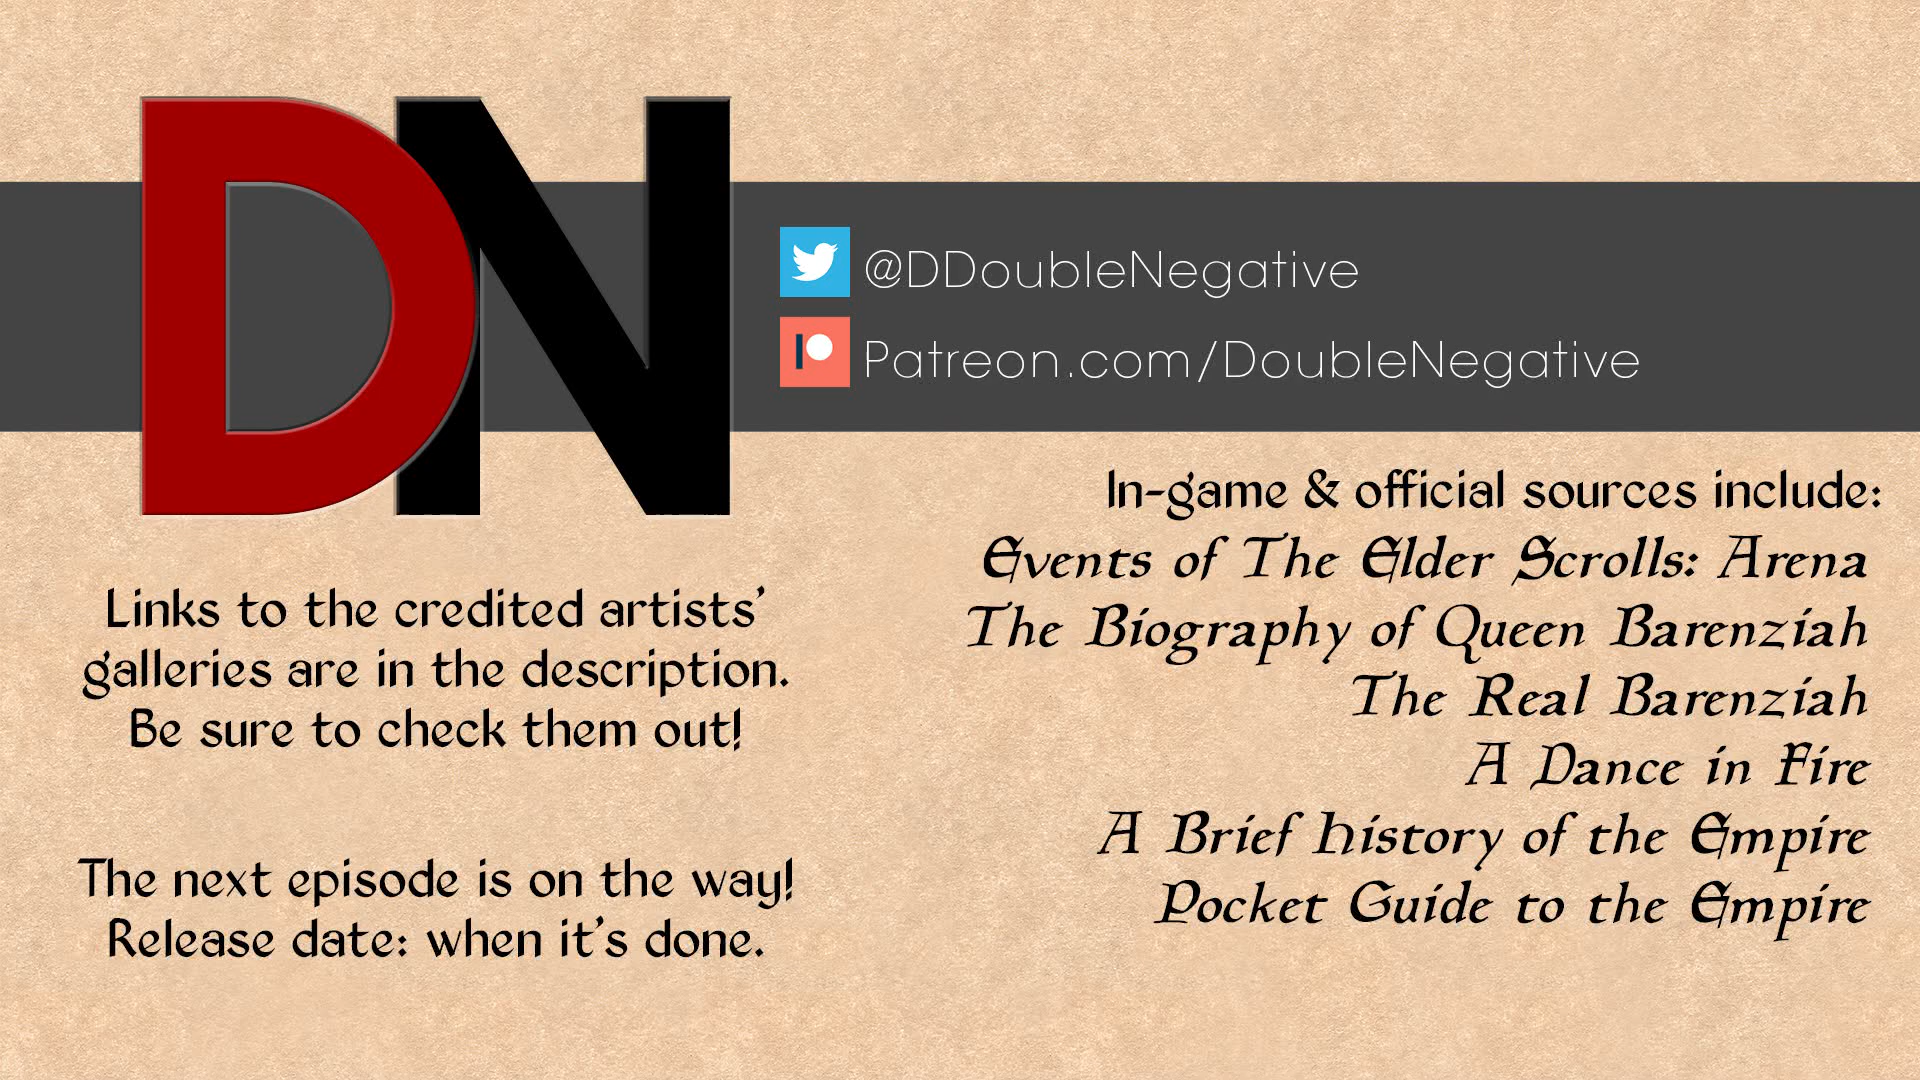 DN
@DDoubleNegative
Patreon.com/DoubleNegative
Links to the credited artists'
galleries are in the description.
Be sure to check them out!
The next episode is on the way!
Release date: when it's done.
In-game & official sources include:
Events of The Elder Scrolls: Arena
The Biography of Queen Barenziah
The Real Barenziah
A Dance in Fire
A Brief History of the Empire
Pocket Guide to the Empire